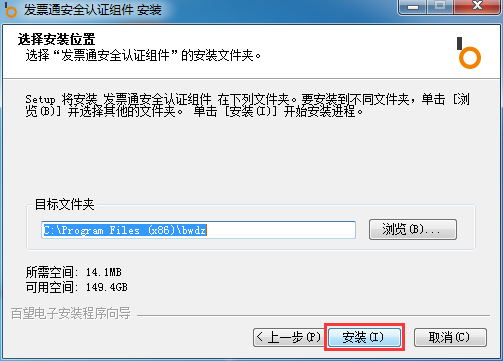 发票通安全认证组件 安装
选择安装位置
选择“发票通安全认证组件”的安装文件夹。
Setup 将安装 发票通安全认证组件 在下列文件夹。要安装到不同文件夹，单击 [浏
览(B)] 并选择其他的文件夹。 单击 [安装(I)] 开始安装进程。
目标文件夹
C:\Program Files (x86)\bwdz
浏览(B)...
所需空间: 14.1MB
可用空间: 149.4GB
百望电子安装程序向导
< 上一步(P)
安装(I)
取消(C)